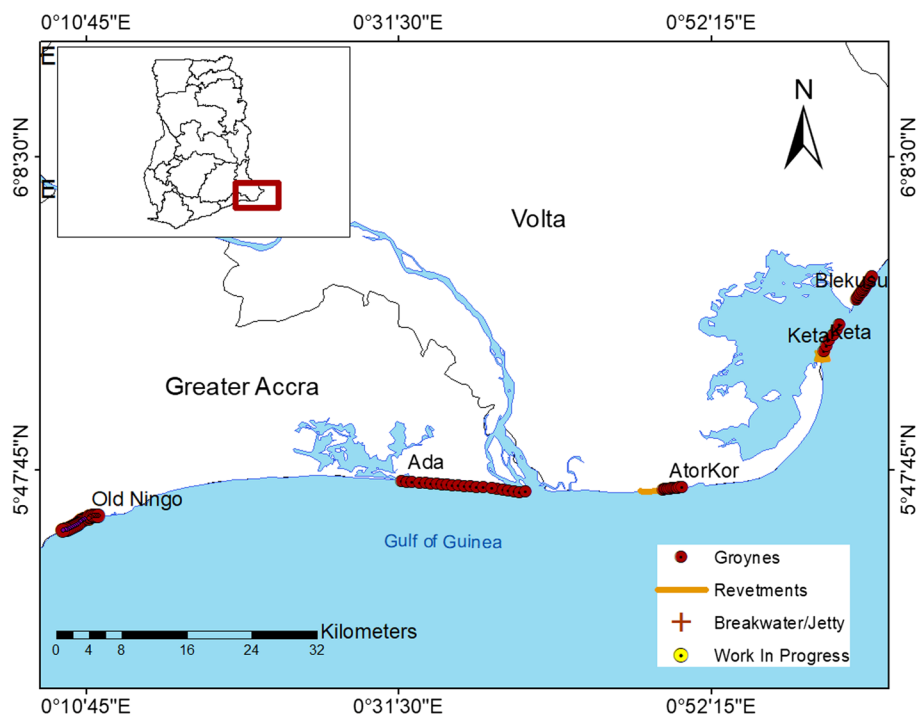 0°10'45"E 0°31'30"E 0°52'15"E
E
E
N
6°8'30"N 6°8'30"N
Volta
Blekusu
Keta Keta
Greater Accra
5°47'45"N 5°47'45"N
Ada
AtorKor
Old Ningo
Gulf of Guinea
Groynes
Revetments
Breakwater/Jetty
Work In Progress
Kilometers
0 4 8 16 24 32
0°10'45"E 0°31'30"E 0°52'15"E